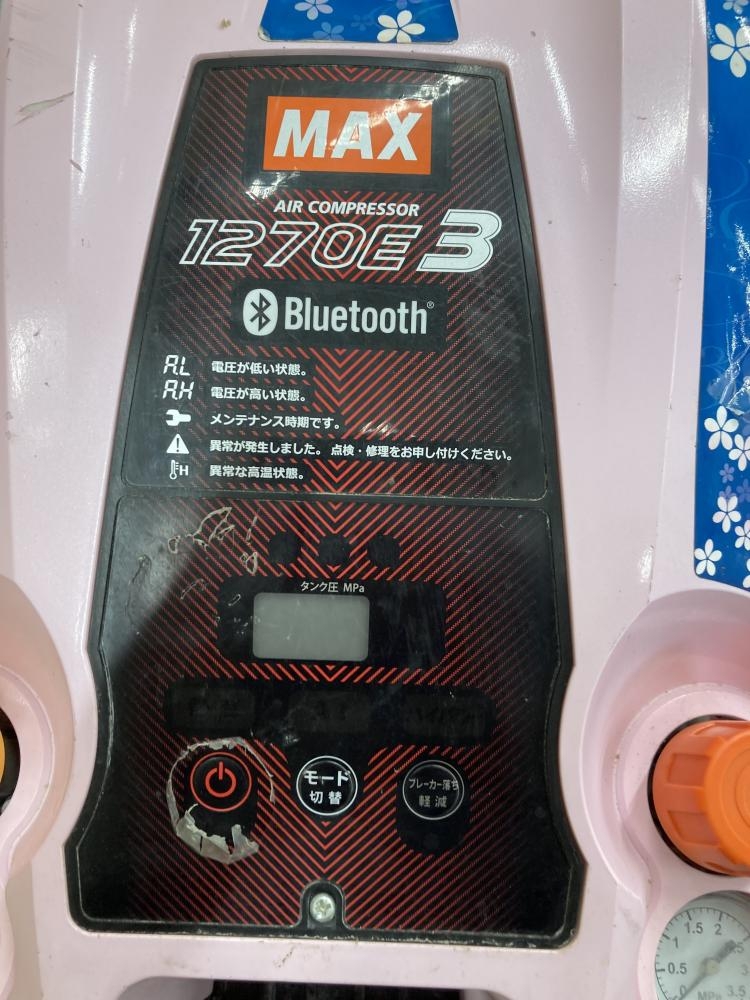 MAX
AIR COMPRESSOR
1270E3
Bluetooth®
AL 電圧が低い状態。
AH 電圧が高い状態。
メンテナンス時期です。
異常が発生しました。点検・修理をお申し付けください。
H 異常な高温状態。
タンク圧 MPa
モード
切替
ブレーカー落ち
軽減
1.5 2
1 2.5
0.5 3
0 MPa 3.5